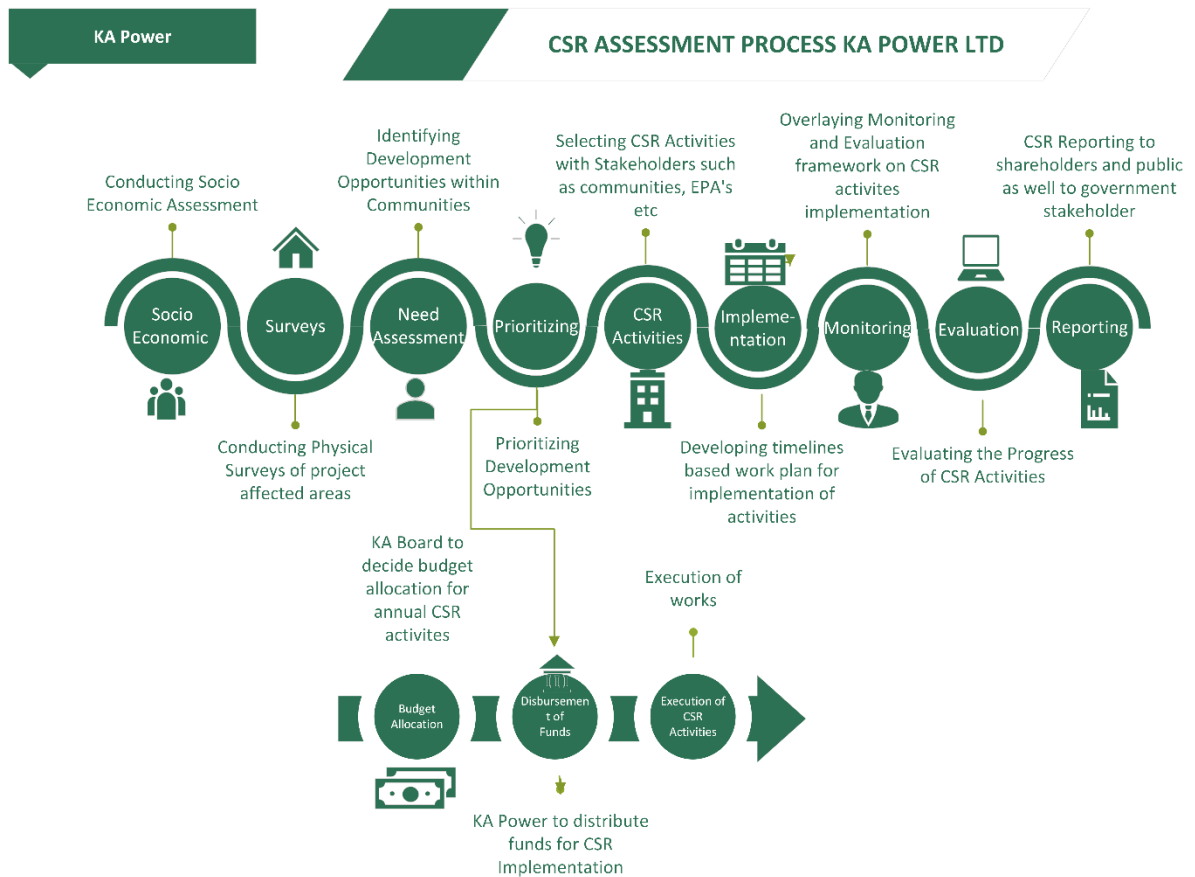 KA Power
CSR ASSESSMENT PROCESS KA POWER LTD
Conducting Socio
Economic Assessment
Identifying
Development
Opportunities within
Communities
Selecting CSR Activities
with Stakeholders such
as communities, EPA's
etc
Overlaying Monitoring
and Evaluation
framework on CSR
activites
implementation
CSR Reporting to
shareholders and public
as well to government
stakeholder
Socio
Economic
Surveys
Need
Assessment
Prioritizing
CSR
Activities
Impleme-
ntation
Monitoring
Evaluation
Reporting
Conducting Physical
Surveys of project
affected areas
Prioritizing
Development
Opportunities
Developing timelines
based work plan for
implementation of
activities
Evaluating the Progress
of CSR Activities
KA Board to
decide budget
allocation for
annual CSR
activites
Execution of
works
Budget
Allocation
Disbursemen
t of
Funds
Execution of
CSR
Activities
KA Power to distribute
funds for CSR
Implementation